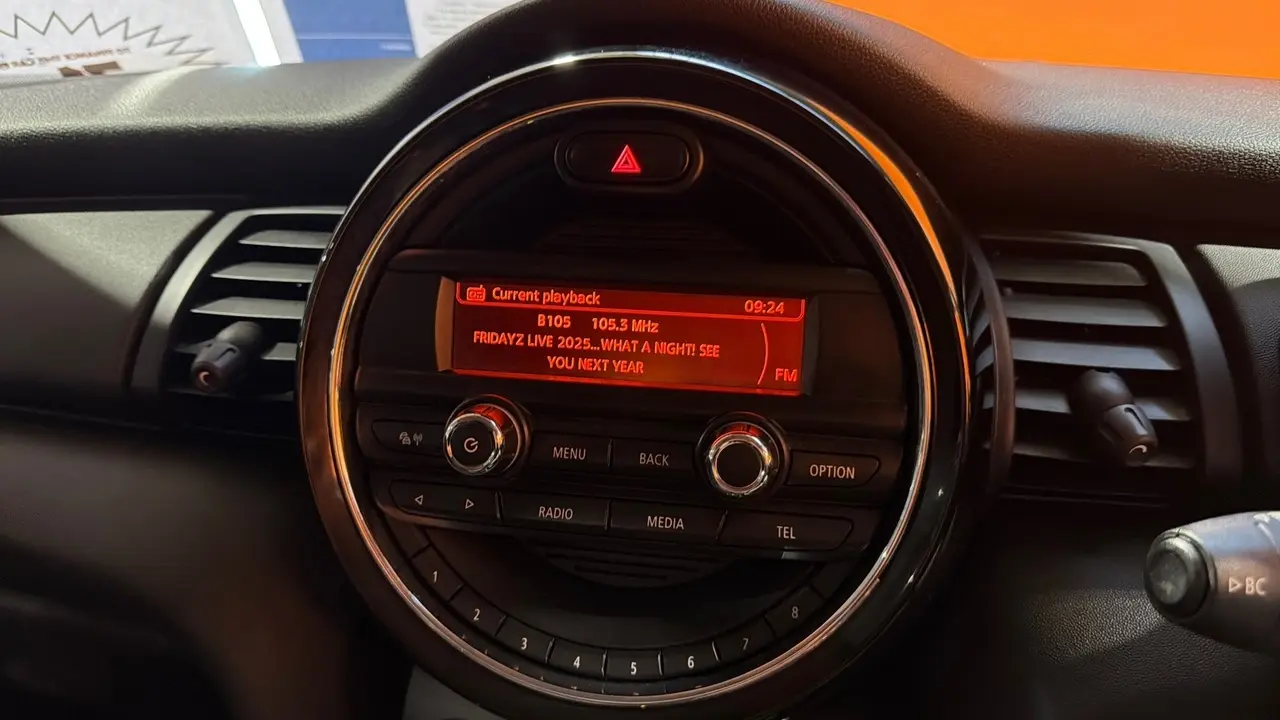 Current playback 09:24
B105 105.3 MHz
FRIDAYZ LIVE 2025...WHAT A NIGHT! SEE
YOU NEXT YEAR
FM
MENU BACK OPTION
RADIO MEDIA TEL
1 2 3 4 5 6 7 8
BC